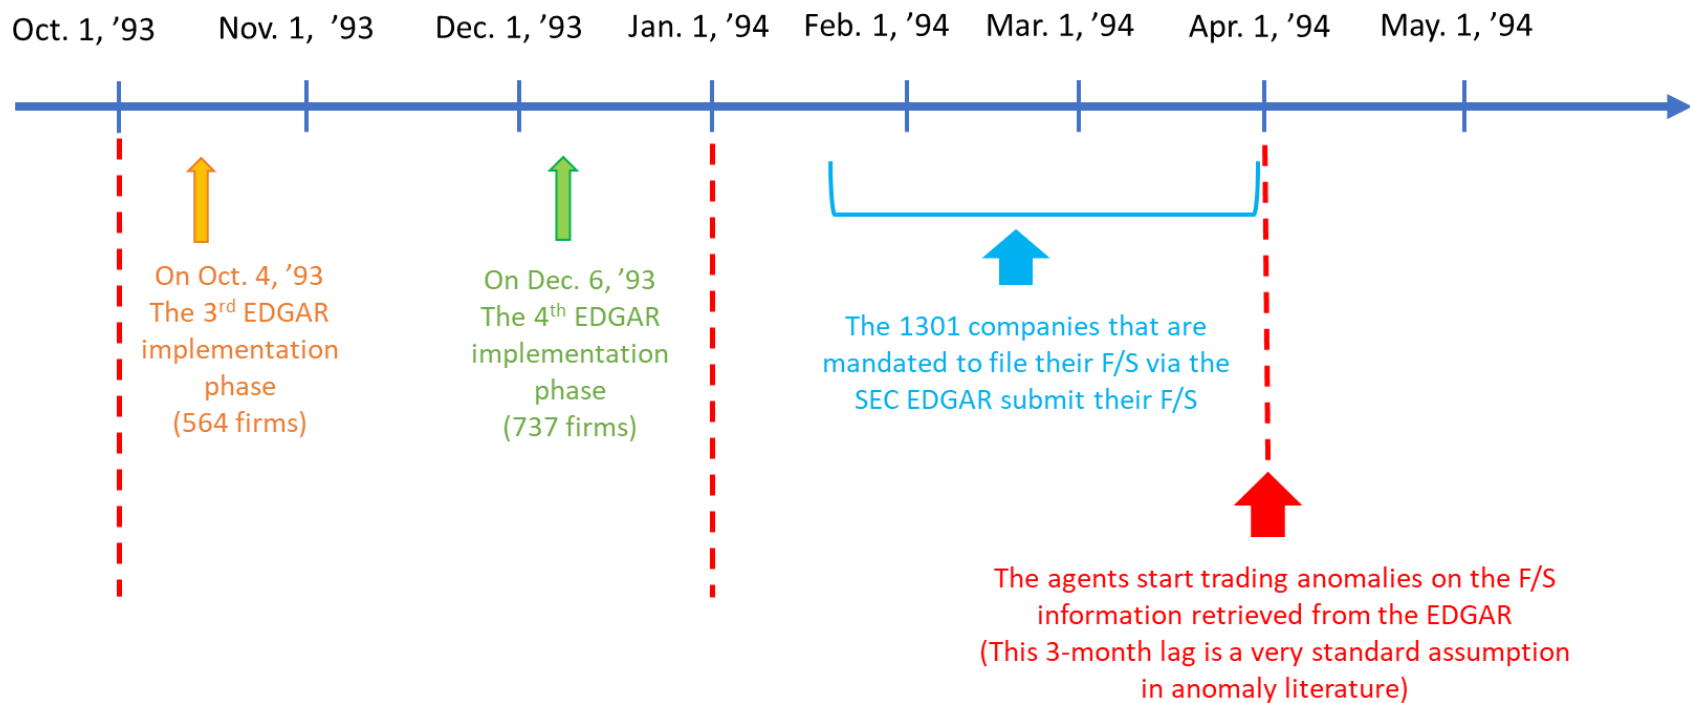 Oct. 1, ’93 Nov. 1, ’93 Dec. 1, ’93 Jan. 1, ’94 Feb. 1, ’94 Mar. 1, ’94 Apr. 1, ’94 May. 1, ’94
On Oct. 4, ’93
The 3rd EDGAR
implementation
phase
(564 firms)
On Dec. 6, ’93
The 4th EDGAR
implementation
phase
(737 firms)
The 1301 companies that are
mandated to file their F/S via the
SEC EDGAR submit their F/S
The agents start trading anomalies on the F/S
information retrieved from the EDGAR
(This 3-month lag is a very standard assumption
in anomaly literature)